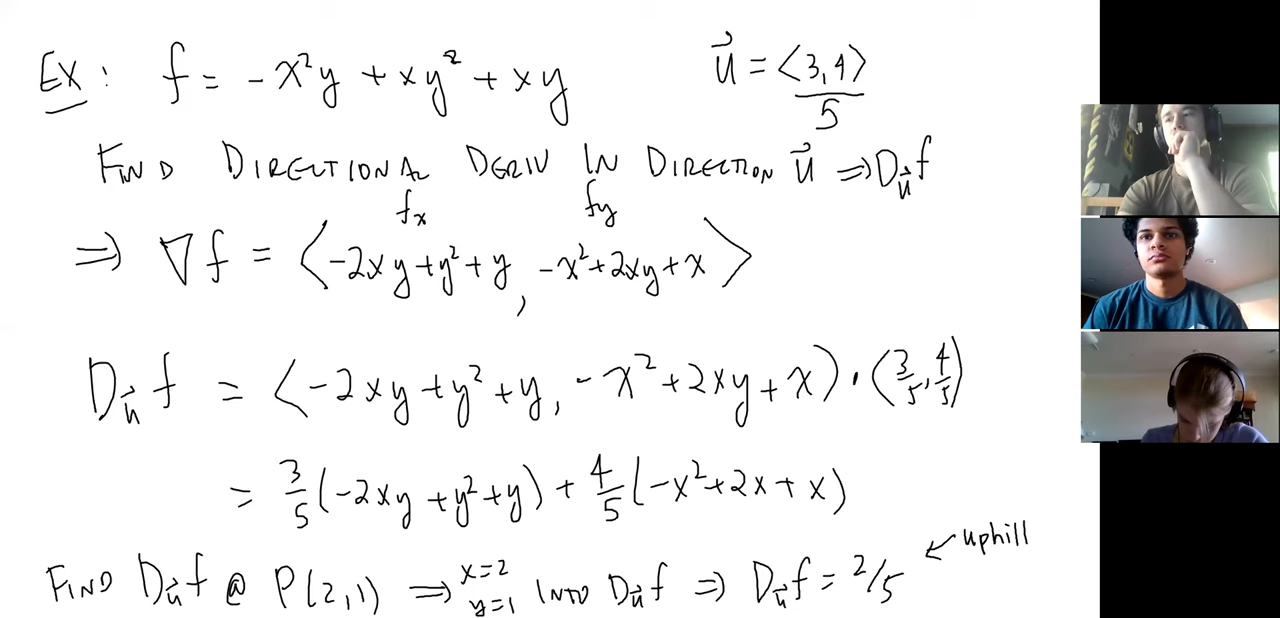 EX: f = -x²y + xy² + xy    u⃗ = <3,4>/5
FIND DIRECTIONAL DERIV IN DIRECTION u⃗ ⇒ D_u⃗ f
f_x    f_y
⇒ ∇f = <-2xy+y²+y, -x²+2xy+x>
D_u⃗ f = <-2xy+y²+y, -x²+2xy+x> · <3/5, 4/5>
= 3/5(-2xy+y²+y) + 4/5(-x²+2x+x)
← uphill
FIND D_u⃗ f @ P(2,1) ⇒ x=2 y=1 INTO D_u⃗ f ⇒ D_u⃗ f = 2/5